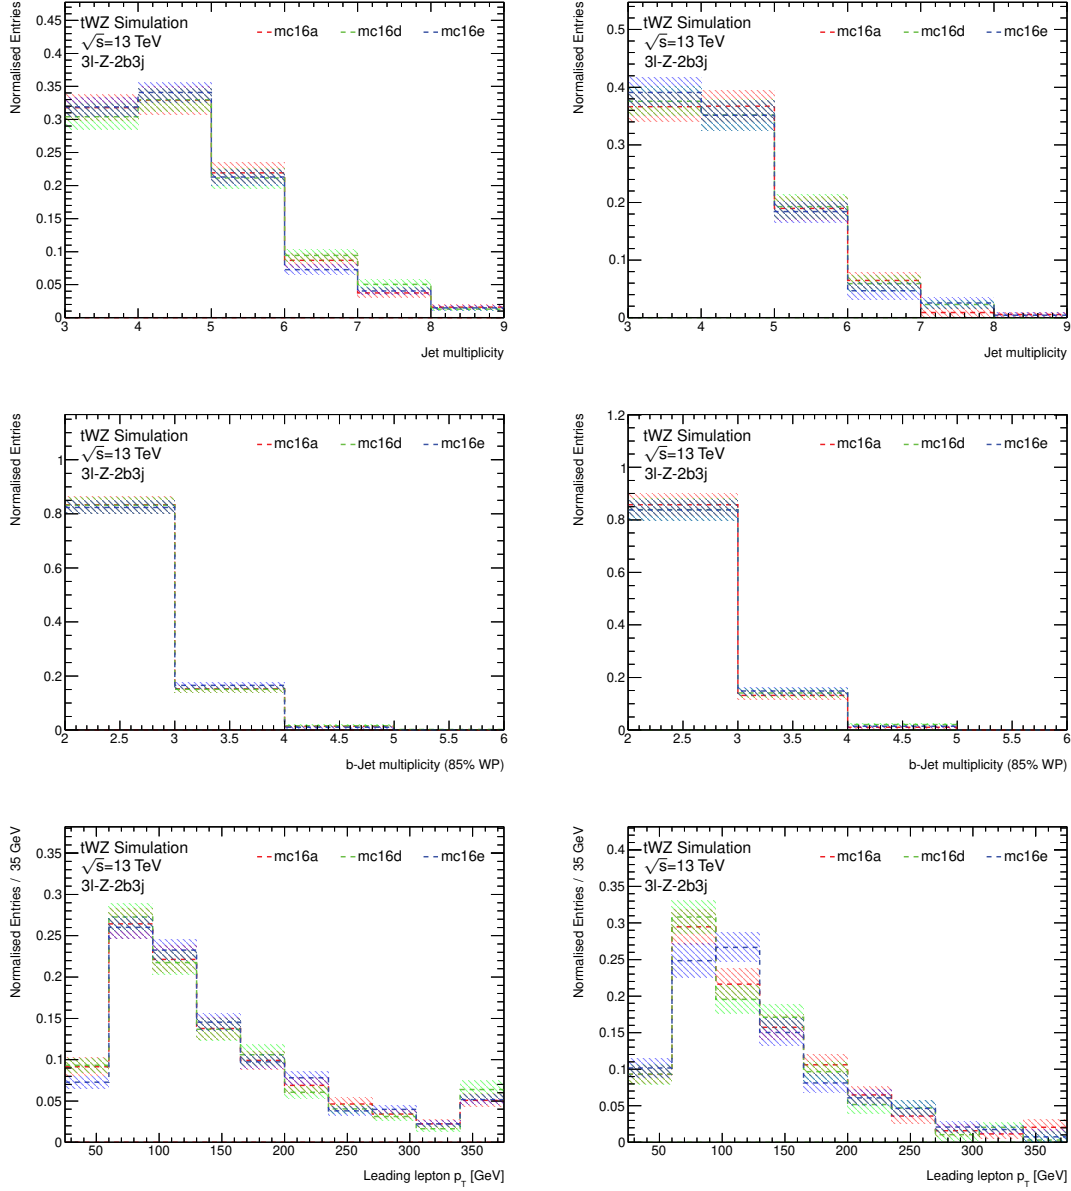 Normalised Entries
tWZ Simulation
√s=13 TeV
3l-Z-2b3j
mc16a mc16d mc16e
0.45
0.4
0.35
0.3
0.25
0.2
0.15
0.1
0.05
0
3 4 5 6 7 8 9
Jet multiplicity
Normalised Entries
tWZ Simulation
√s=13 TeV
3l-Z-2b3j
mc16a mc16d mc16e
0.5
0.4
0.3
0.2
0.1
0
3 4 5 6 7 8 9
Jet multiplicity
Normalised Entries
tWZ Simulation
√s=13 TeV
3l-Z-2b3j
mc16a mc16d mc16e
1
0.8
0.6
0.4
0.2
0
2 2.5 3 3.5 4 4.5 5 5.5 6
b-Jet multiplicity (85% WP)
Normalised Entries
tWZ Simulation
√s=13 TeV
3l-Z-2b3j
mc16a mc16d mc16e
1.2
1
0.8
0.6
0.4
0.2
0
2 2.5 3 3.5 4 4.5 5 5.5 6
b-Jet multiplicity (85% WP)
Normalised Entries / 35 GeV
tWZ Simulation
√s=13 TeV
3l-Z-2b3j
mc16a mc16d mc16e
0.35
0.3
0.25
0.2
0.15
0.1
0.05
0
50 100 150 200 250 300 350
Leading lepton pT [GeV]
Normalised Entries / 35 GeV
tWZ Simulation
√s=13 TeV
3l-Z-2b3j
mc16a mc16d mc16e
0.4
0.35
0.3
0.25
0.2
0.15
0.1
0.05
0
50 100 150 200 250 300 350
Leading lepton pT [GeV]